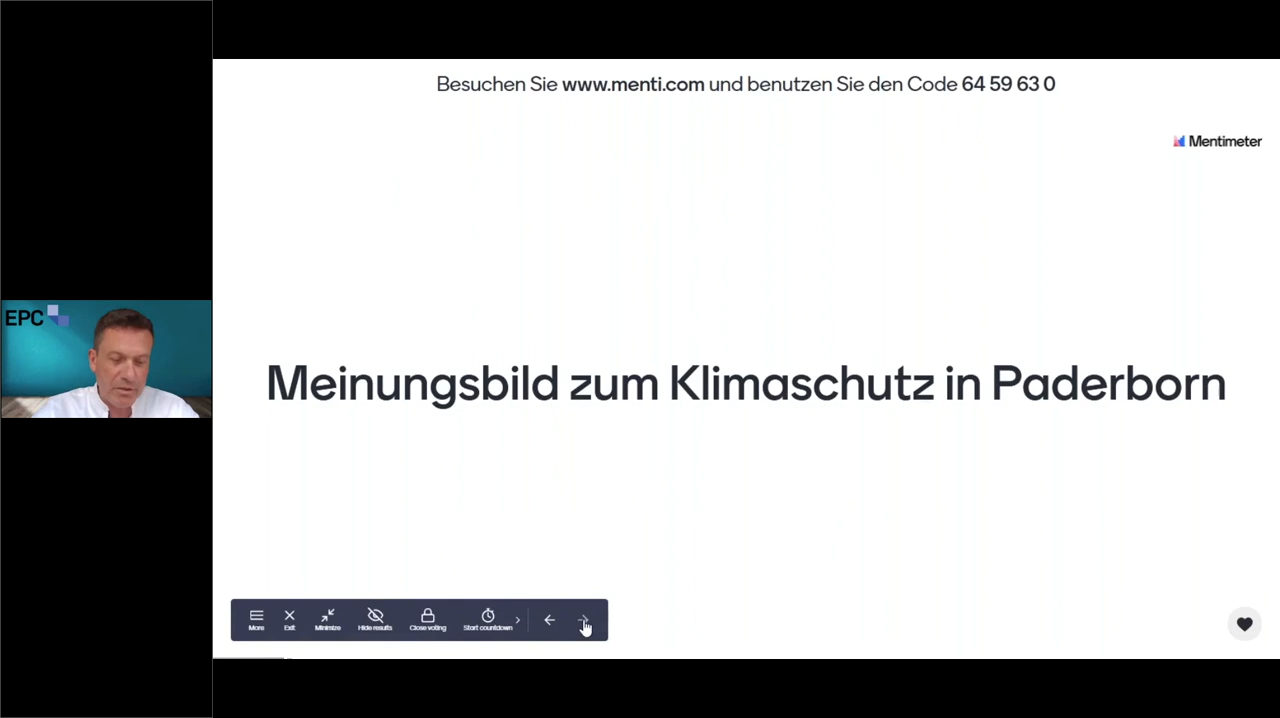 Besuchen Sie www.menti.com und benutzen Sie den Code 64 59 63 0
Mentimeter
EPC
Meinungsbild zum Klimaschutz in Paderborn
More Exit Minimize Hide results Close voting Start countdown